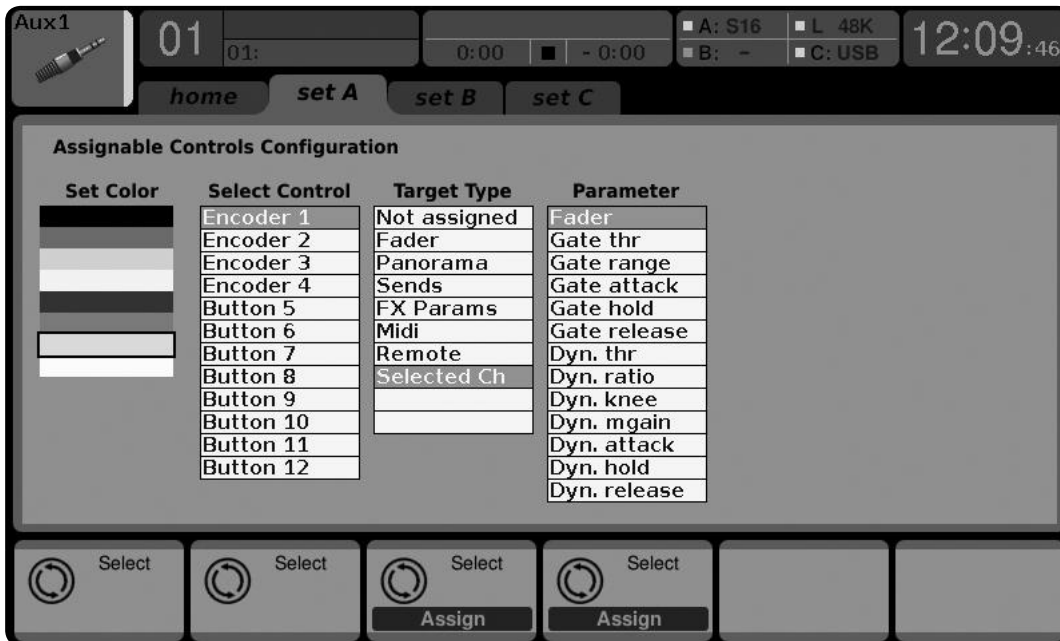 Aux1
01
01:
0:00
- 0:00
A: S16
B: -
L 48K
C: USB
12:09:46
home
set A
set B
set C
Assignable Controls Configuration
Set Color
Select Control
Encoder 1
Encoder 2
Encoder 3
Encoder 4
Button 5
Button 6
Button 7
Button 8
Button 9
Button 10
Button 11
Button 12
Target Type
Not assigned
Fader
Panorama
Sends
FX Params
Midi
Remote
Selected Ch
Parameter
Fader
Gate thr
Gate range
Gate attack
Gate hold
Gate release
Dyn. thr
Dyn. ratio
Dyn. knee
Dyn. mgain
Dyn. attack
Dyn. hold
Dyn. release
Select
Select
Select
Assign
Select
Assign